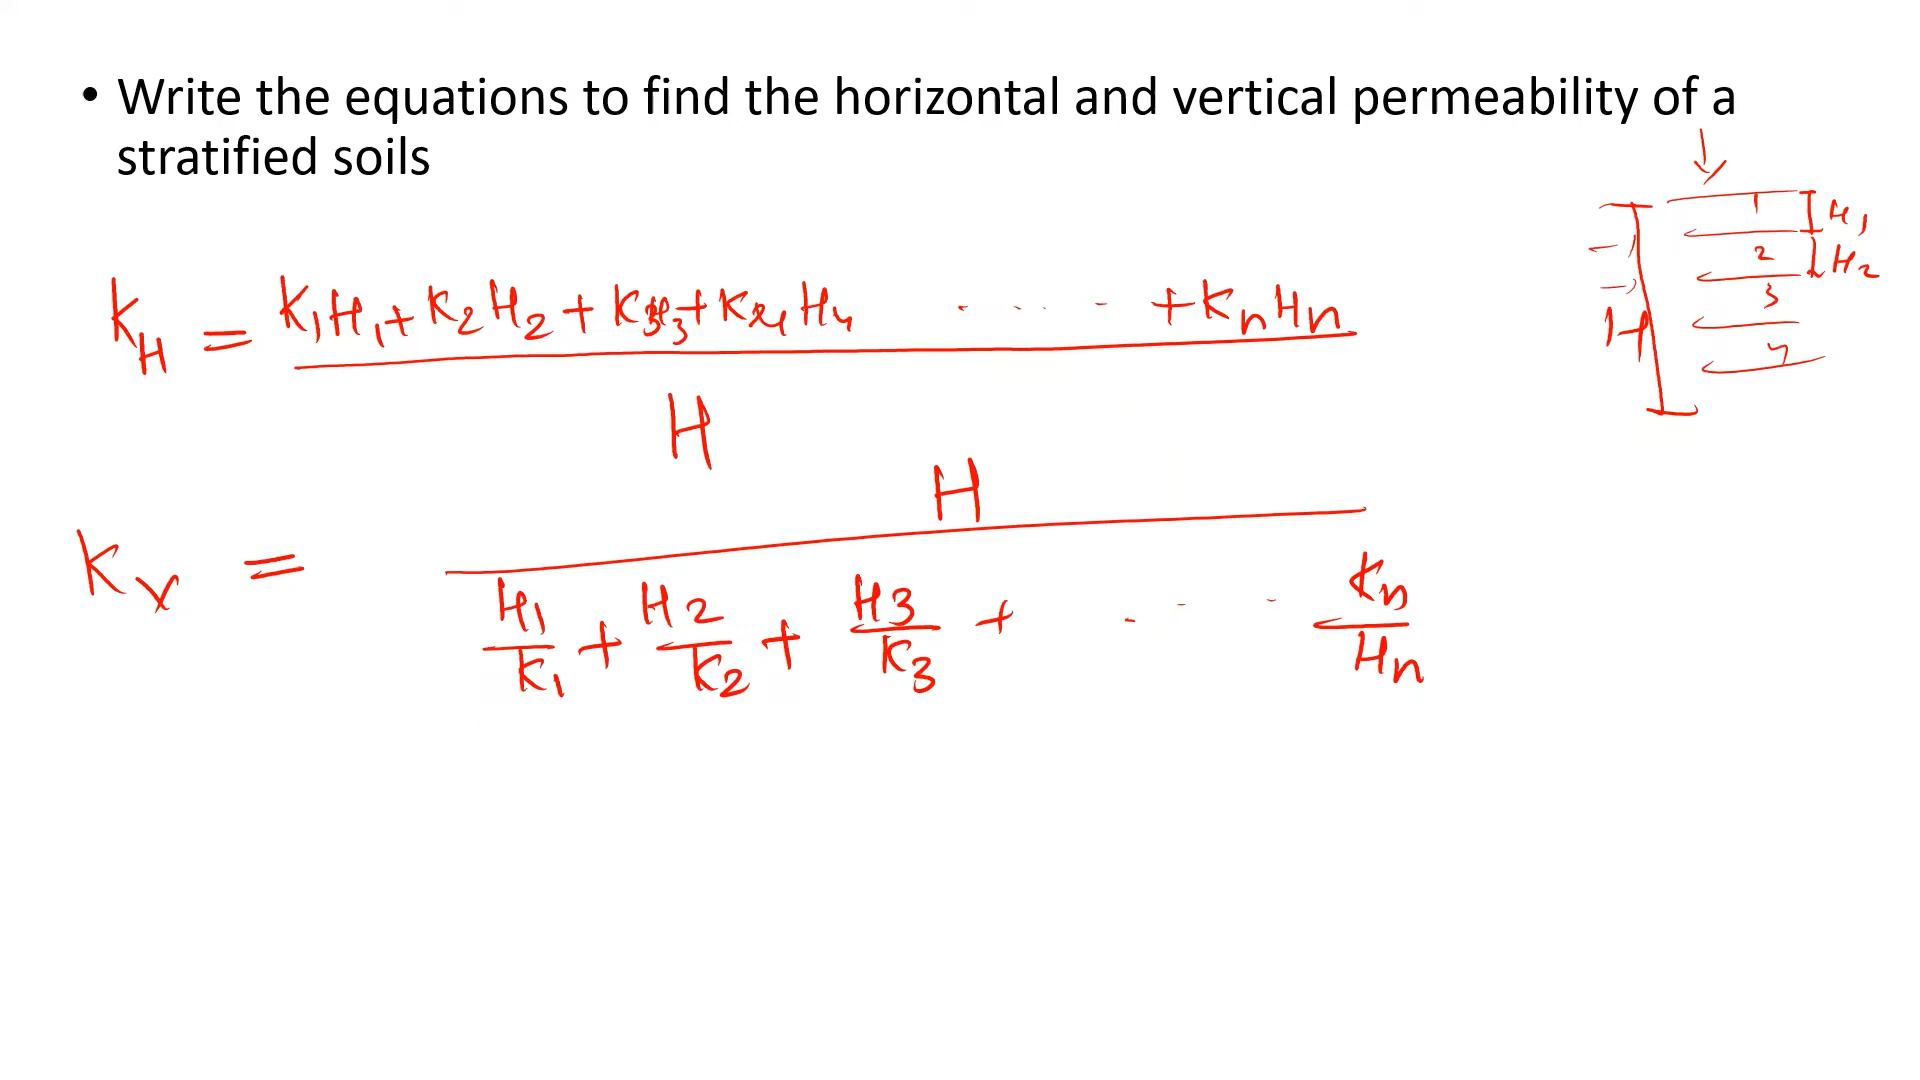 • Write the equations to find the horizontal and vertical permeability of a
stratified soils
1
H1
2
H2
3
4
H
KH = K1H1 + K2H2 + K3H3 + K4H4 ..... + KnHn
H
H
Kv =
H1/K1 + H2/K2 + H3/K3 + .... Kn/Hn